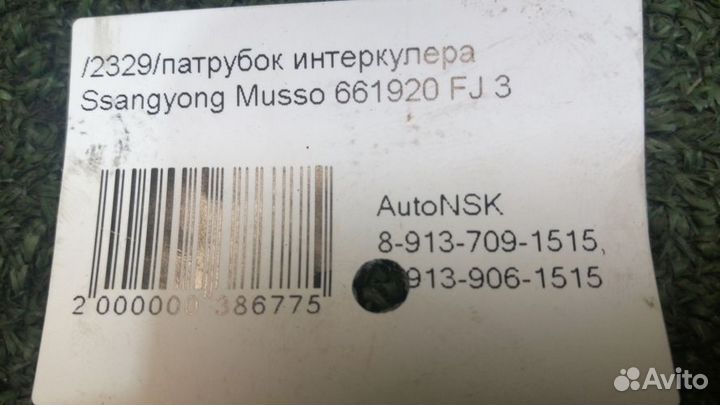 /2329/патрубок интеркулера
Ssangyong Musso 661920 FJ 3
AutoNSK
8-913-709-1515,
913-906-1515
2 000000 386775
Avito